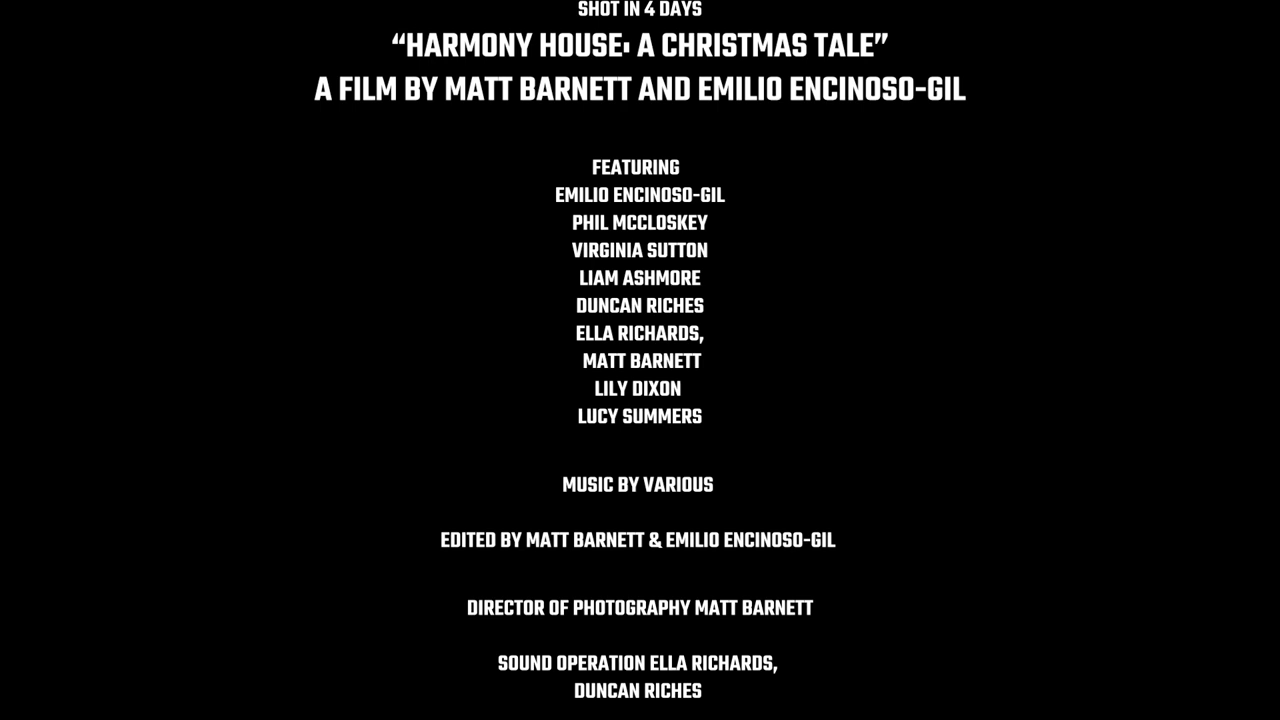 SHOT IN 4 DAYS
“HARMONY HOUSE: A CHRISTMAS TALE”
A FILM BY MATT BARNETT AND EMILIO ENCINOSO-GIL
FEATURING
EMILIO ENCINOSO-GIL
PHIL MCCLOSKEY
VIRGINIA SUTTON
LIAM ASHMORE
DUNCAN RICHES
ELLA RICHARDS,
MATT BARNETT
LILY DIXON
LUCY SUMMERS
MUSIC BY VARIOUS
EDITED BY MATT BARNETT & EMILIO ENCINOSO-GIL
DIRECTOR OF PHOTOGRAPHY MATT BARNETT
SOUND OPERATION ELLA RICHARDS,
DUNCAN RICHES